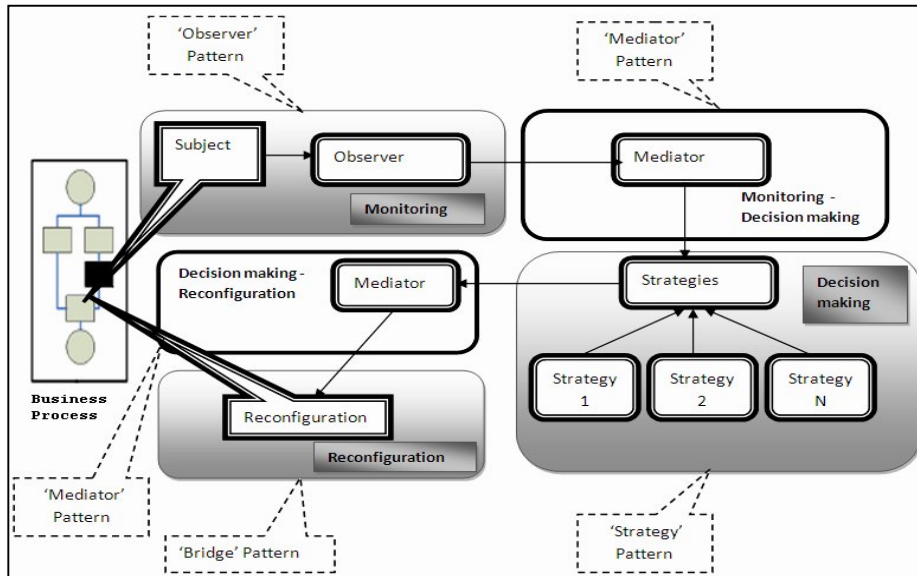 ‘Observer’
Pattern
‘Mediator’
Pattern
Subject
Observer
Mediator
Monitoring
Monitoring -
Decision making
Decision making -
Reconfiguration
Mediator
Strategies
Decision
making
Strategy
1
Strategy
2
Strategy
N
Business
Process
Reconfiguration
Reconfiguration
‘Mediator’
Pattern
‘Bridge’ Pattern
‘Strategy’
Pattern